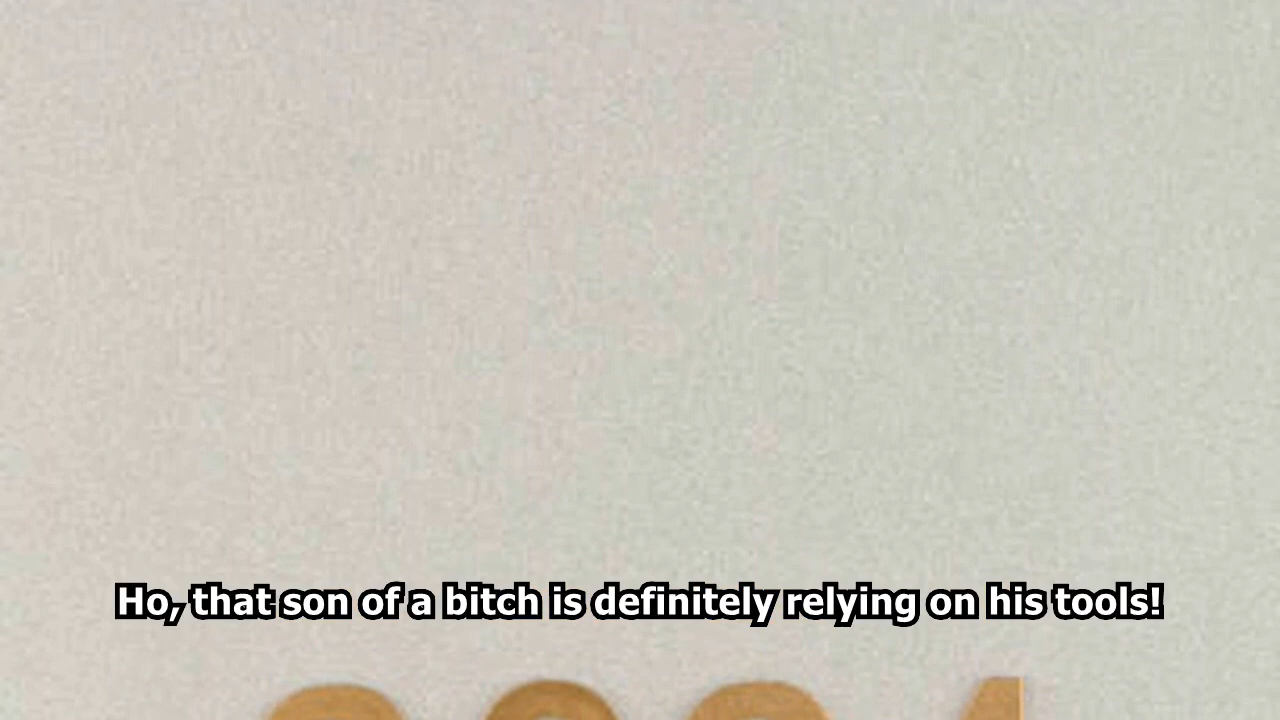 Ho, that son of a bitch is definitely relying on his tools!